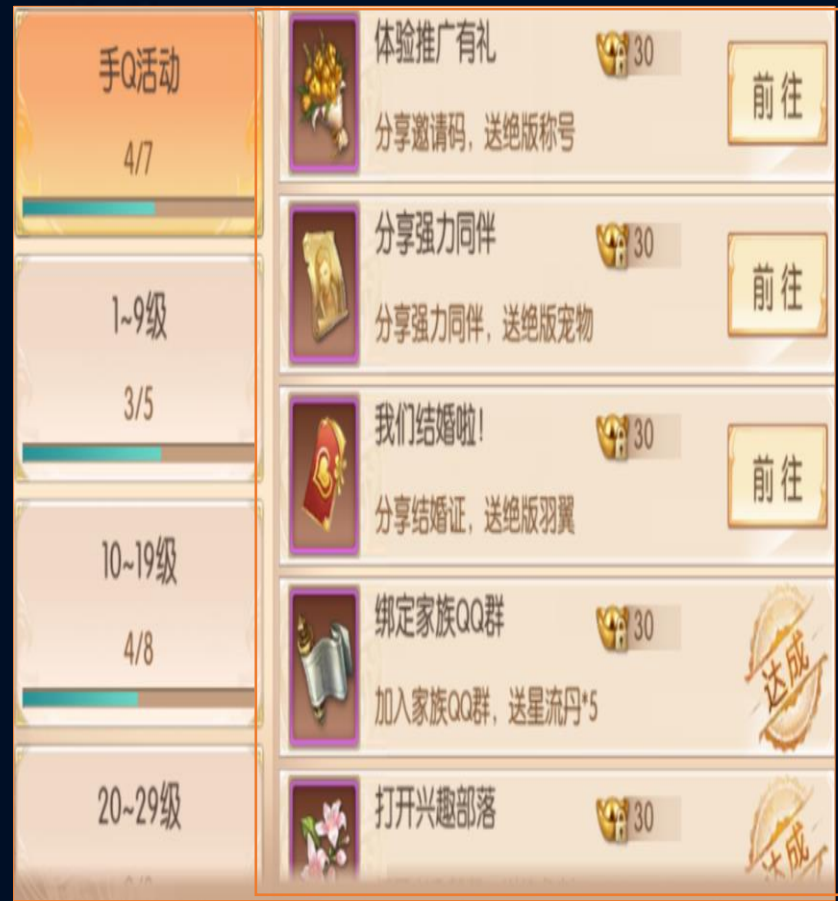 手Q活动
4/7
1~9级
3/5
10~19级
4/8
20~29级
体验推广有礼
30
分享邀请码，送绝版称号
前往
分享强力同伴
30
分享强力同伴，送绝版宠物
前往
我们结婚啦！
30
分享结婚证，送绝版羽翼
前往
绑定家族QQ群
30
加入家族QQ群，送星流丹*5
达成
打开兴趣部落
30
达成